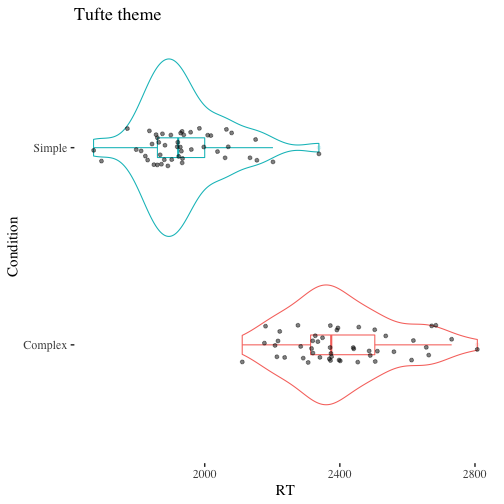 Tufte theme
Condition
Simple
Complex
2000 2400 2800
RT